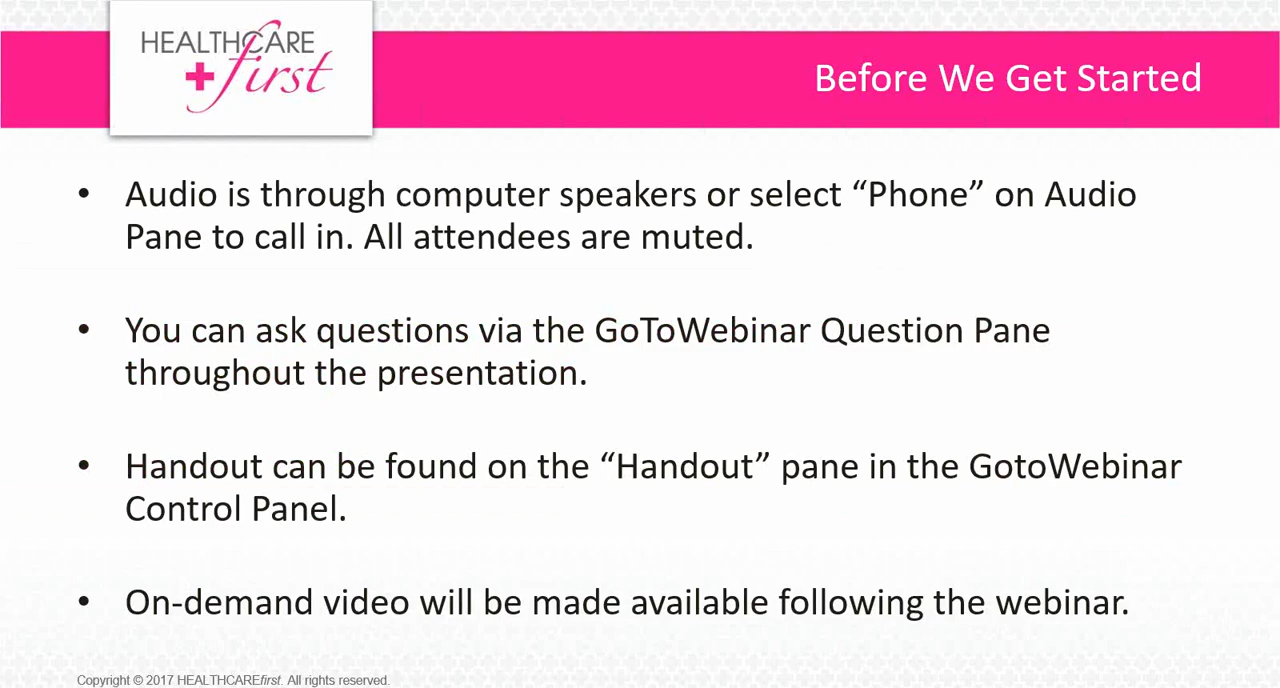 HEALTHCARE
first
Before We Get Started
• Audio is through computer speakers or select “Phone” on Audio
Pane to call in. All attendees are muted.
• You can ask questions via the GoToWebinar Question Pane
throughout the presentation.
• Handout can be found on the “Handout” pane in the GotoWebinar
Control Panel.
• On-demand video will be made available following the webinar.
Copyright © 2017 HEALTHCAREfirst. All rights reserved.